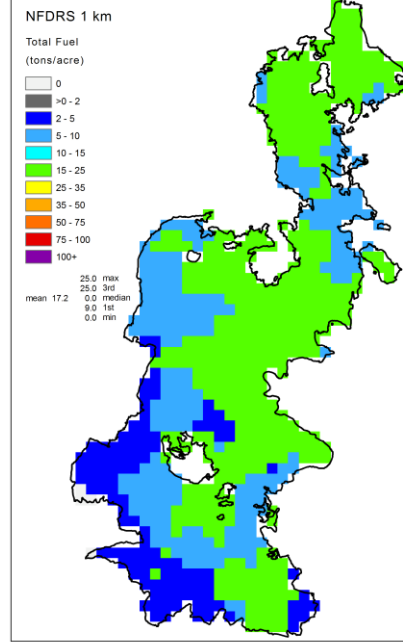 NFDRS 1 km
Total Fuel
(tons/acre)
0
>0 - 2
2 - 5
5 - 10
10 - 15
15 - 25
25 - 35
35 - 50
50 - 75
75 - 100
100+
25.0 max
25.0 3rd
mean 17.2 0.0 median
9.0 1st
0.0 min